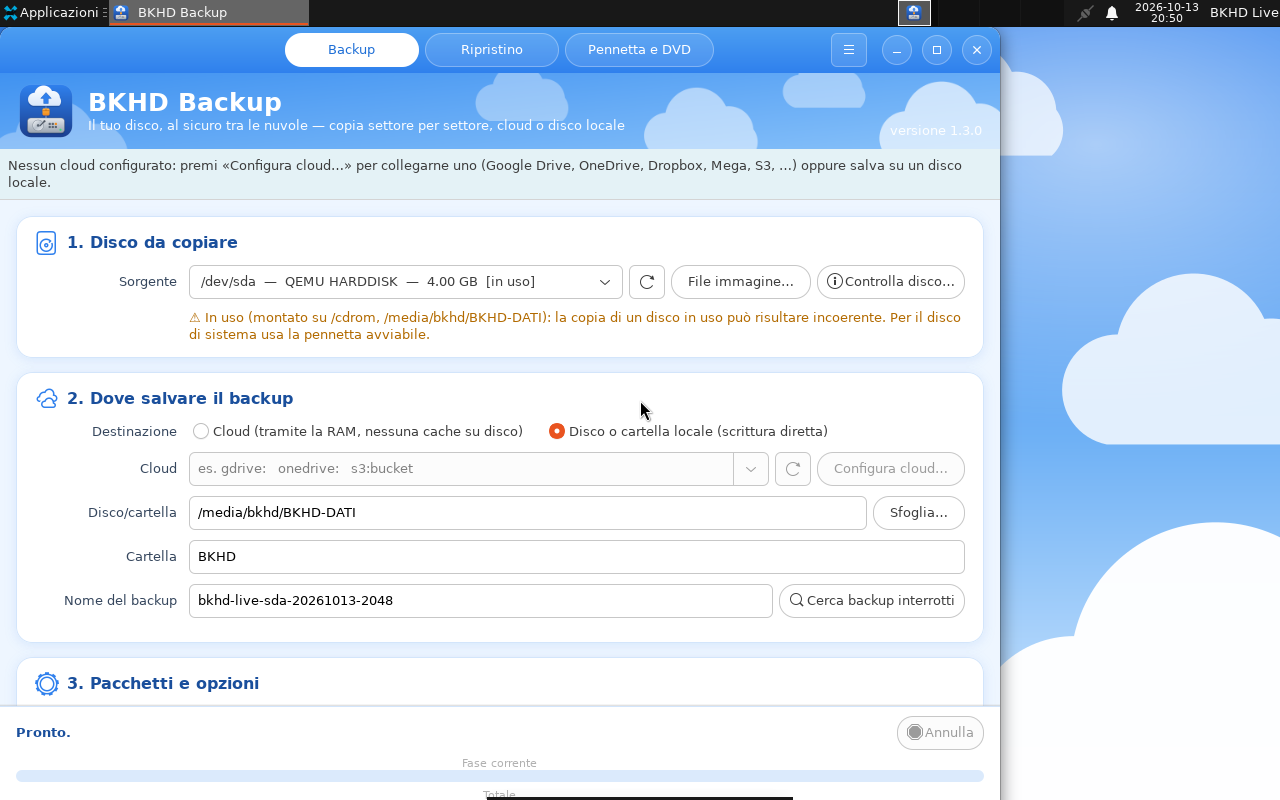 Applicazioni
BKHD Backup
2026-10-13
20:50
BKHD Live
Backup
Ripristino
Pennetta e DVD
BKHD Backup
Il tuo disco, al sicuro tra le nuvole — copia settore per settore, cloud o disco locale
versione 1.3.0
Nessun cloud configurato: premi «Configura cloud…» per collegarne uno (Google Drive, OneDrive, Dropbox, Mega, S3, …) oppure salva su un disco
locale.
1. Disco da copiare
Sorgente
/dev/sda — QEMU HARDDISK — 4.00 GB [in uso]
File immagine…
Controlla disco…
⚠ In uso (montato su /cdrom, /media/bkhd/BKHD-DATI): la copia di un disco in uso può risultare incoerente. Per il disco
di sistema usa la pennetta avviabile.
2. Dove salvare il backup
Destinazione
Cloud (tramite la RAM, nessuna cache su disco)
Disco o cartella locale (scrittura diretta)
Cloud
es. gdrive: onedrive: s3:bucket
Configura cloud…
Disco/cartella
/media/bkhd/BKHD-DATI
Sfoglia…
Cartella
BKHD
Nome del backup
bkhd-live-sda-20261013-2048
Cerca backup interrotti
3. Pacchetti e opzioni
Pronto.
Annulla
Fase corrente
Totale